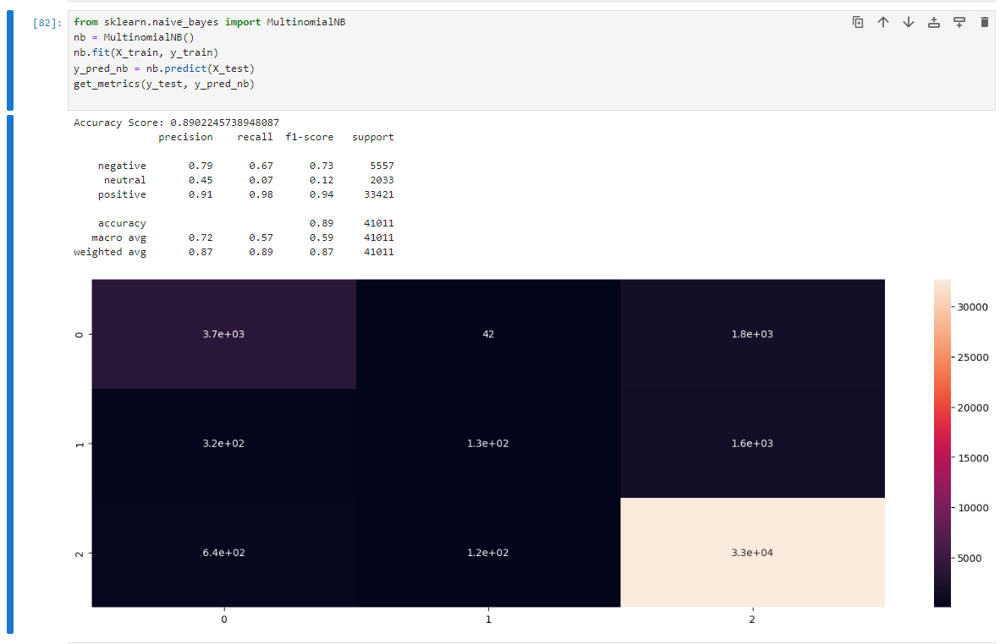 [82]:
from sklearn.naive_bayes import MultinomialNB
nb = MultinomialNB()
nb.fit(X_train, y_train)
y_pred_nb = nb.predict(X_test)
get_metrics(y_test, y_pred_nb)
Accuracy Score: 0.8902245738948087
precision recall f1-score support
negative 0.79 0.67 0.73 5557
neutral 0.45 0.07 0.12 2033
positive 0.91 0.98 0.94 33421
accuracy 0.89 41011
macro avg 0.72 0.57 0.59 41011
weighted avg 0.87 0.89 0.87 41011
0 3.7e+03 42 1.8e+03
1 3.2e+02 1.3e+02 1.6e+03
2 6.4e+02 1.2e+02 3.3e+04
0 1 2
30000
25000
20000
15000
10000
5000